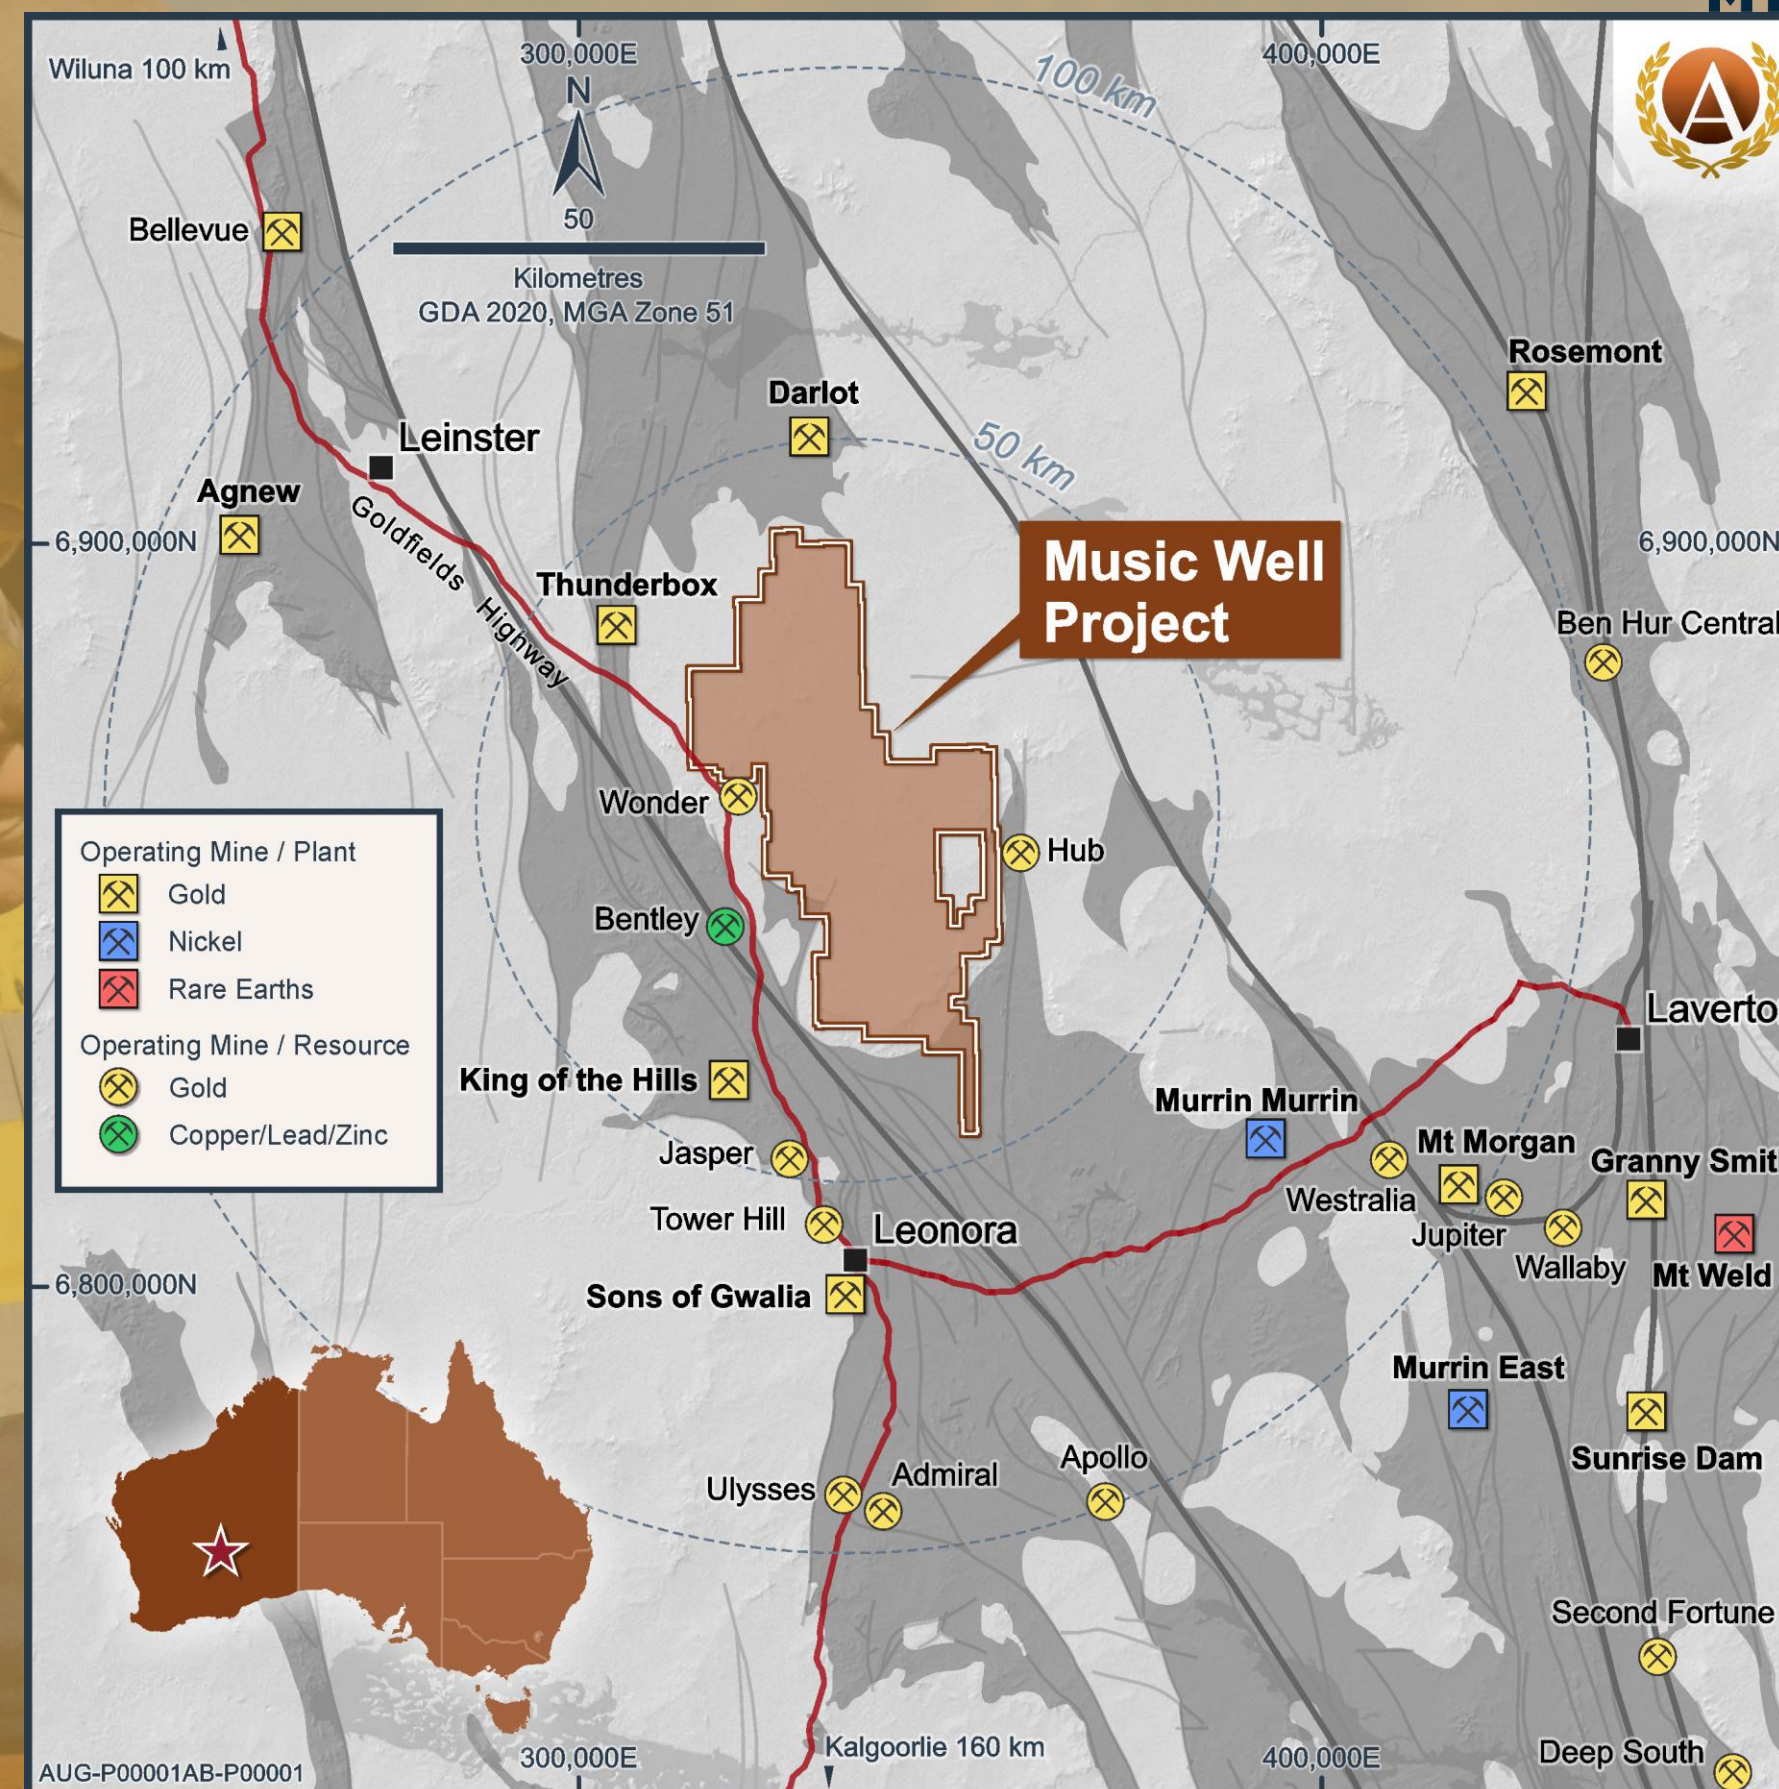 Wiluna 100 km
300,000E
400,000E
100 km
N
A
50
Kilometres
GDA 2020, MGA Zone 51
Bellevue
Rosemont
Darlot
Leinster
50 km
Agnew
Goldfields Highway
6,900,000N
6,900,000N
Music Well
Project
Thunderbox
Ben Hur Central
Wonder
Hub
Operating Mine / Plant
Gold
Nickel
Rare Earths
Operating Mine / Resource
Gold
Copper/Lead/Zinc
Bentley
Laverto
King of the Hills
Murrin Murrin
Mt Morgan
Granny Smit
Jasper
Westralia
Tower Hill
Leonora
Jupiter
Wallaby
Mt Weld
6,800,000N
Sons of Gwalia
Murrin East
Sunrise Dam
Apollo
Admiral
Ulysses
Second Fortune
Kalgoorlie 160 km
Deep South
300,000E
400,000E
AUG-P00001AB-P00001